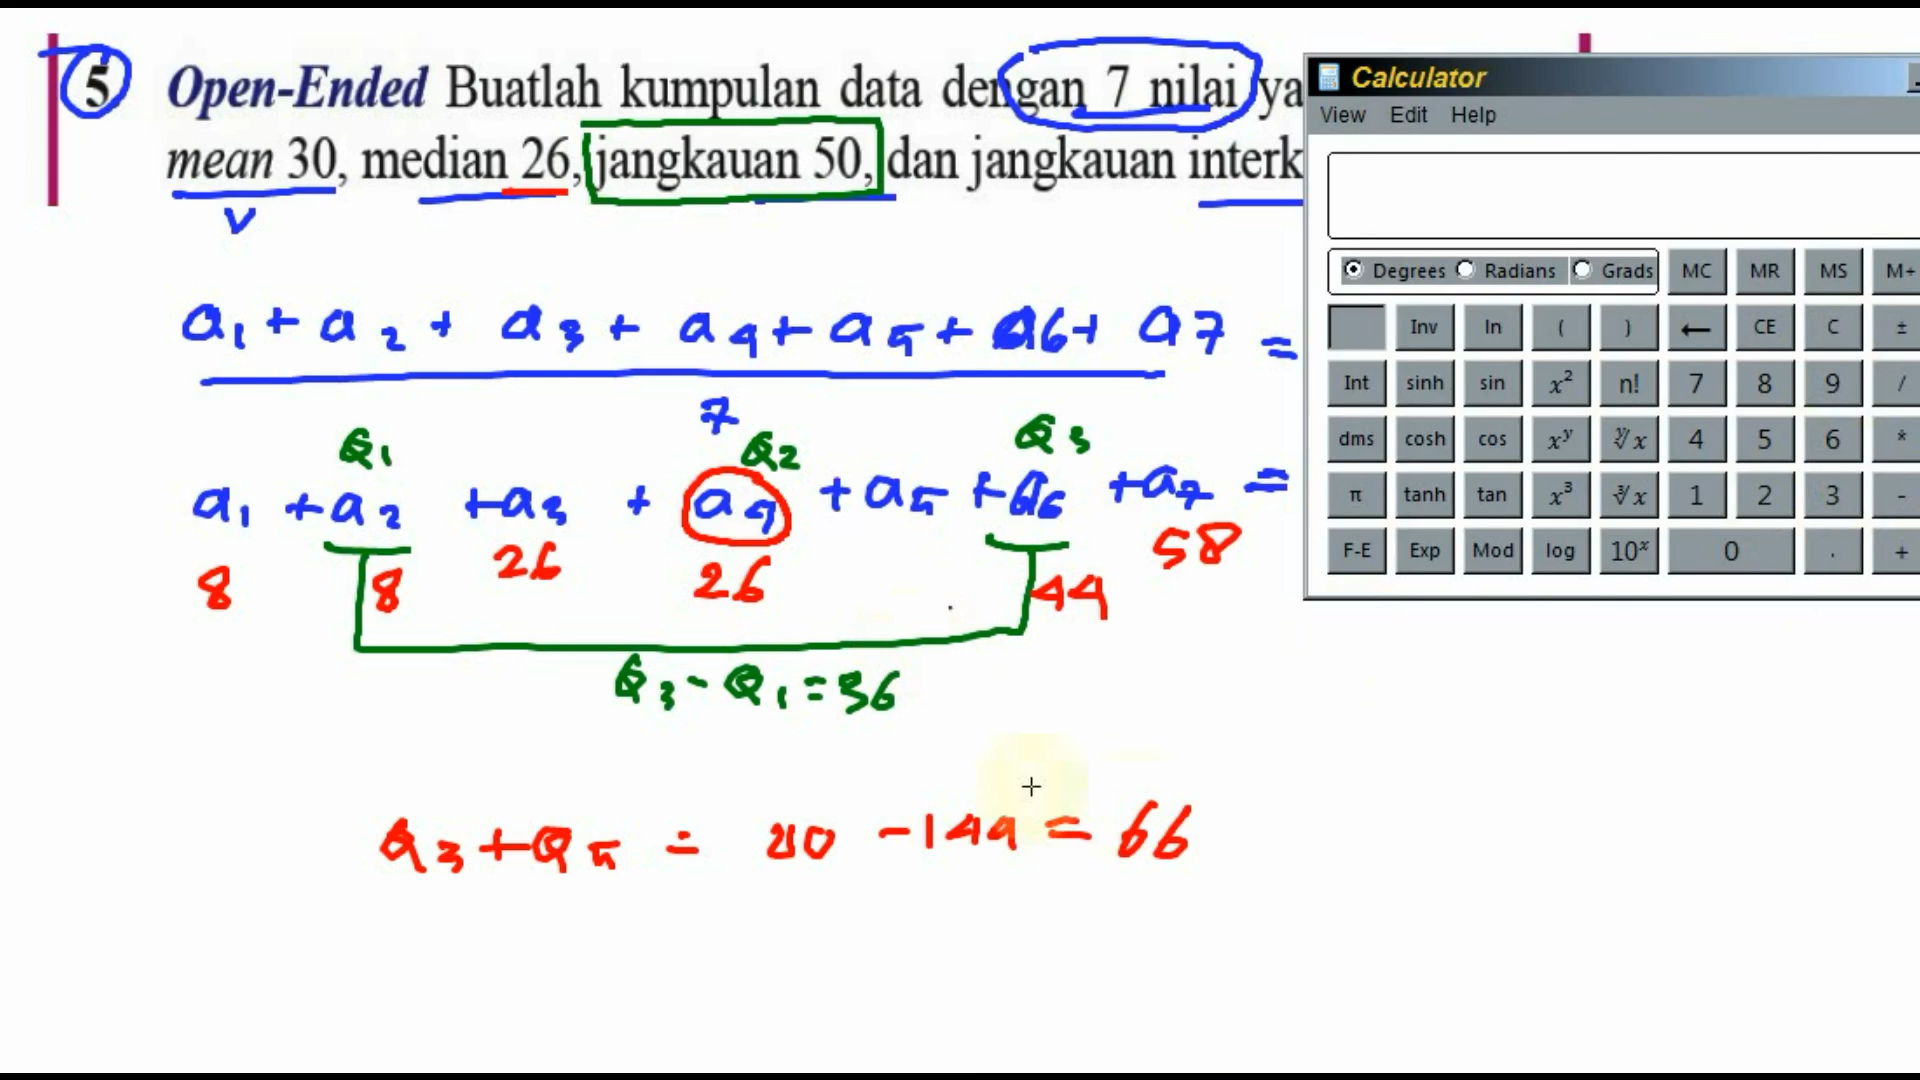 5 Open-Ended Buatlah kumpulan data dengan 7 nilai ya
mean 30, median 26, jangkauan 50, dan jangkauan interk
v
a1 + a2 + a3 + a4 + a5 + a6 + a7 =
7
Q1 Q2 Q3
a1 + a2 + a3 + a4 + a5 + a6 + a7 =
8 8 26 26 44 58
Q3 - Q1 = 36
Q3 + Q5 = 210 - 144 = 66
Calculator
View Edit Help
Degrees Radians Grads MC MR MS M+
Inv ln ( ) ← CE C ±
Int sinh sin x² n! 7 8 9 /
dms cosh cos xʸ ʸ√x 4 5 6 *
π tanh tan x³ ³√x 1 2 3 -
F-E Exp Mod log 10ˣ 0 . +